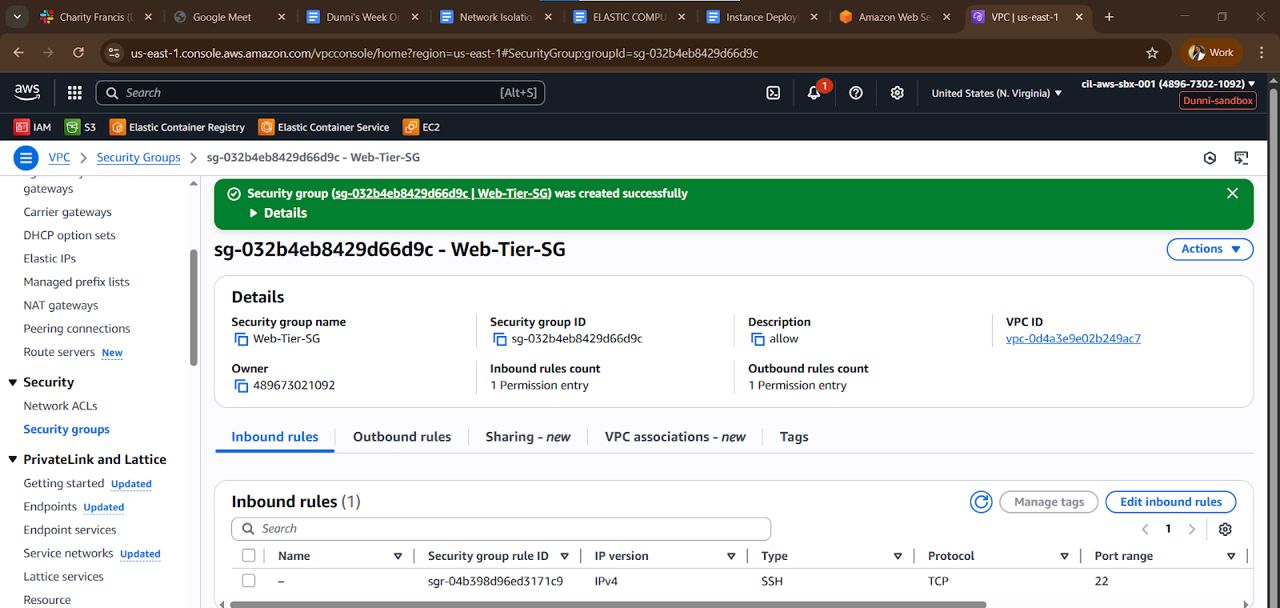 Charity Francis (
Google Meet
Dunni's Week O
Network Isolatio
ELASTIC COMPU
Instance Deploy
Amazon Web Se
VPC | us-east-1
us-east-1.console.aws.amazon.com/vpcconsole/home?region=us-east-1#SecurityGroup:groupId=sg-032b4eb8429d66d9c
Work
aws
Search [Alt+S]
1
United States (N. Virginia)
cil-aws-sbx-001 (4896-7302-1092)
Dunni-sandbox
IAM
S3
Elastic Container Registry
Elastic Container Service
EC2
VPC
Security Groups
sg-032b4eb8429d66d9c - Web-Tier-SG
gateways
Carrier gateways
DHCP option sets
Elastic IPs
Managed prefix lists
NAT gateways
Peering connections
Route servers New
Security
Network ACLs
Security groups
PrivateLink and Lattice
Getting started Updated
Endpoints Updated
Endpoint services
Service networks Updated
Lattice services
Resource
Security group (sg-032b4eb8429d66d9c | Web-Tier-SG) was created successfully
Details
sg-032b4eb8429d66d9c - Web-Tier-SG
Actions
Details
Security group name
Web-Tier-SG
Security group ID
sg-032b4eb8429d66d9c
Description
allow
VPC ID
vpc-0d4a3e9e02b249ac7
Owner
489673021092
Inbound rules count
1 Permission entry
Outbound rules count
1 Permission entry
Inbound rules
Outbound rules
Sharing - new
VPC associations - new
Tags
Inbound rules (1)
Manage tags
Edit inbound rules
Search
1
Name Security group rule ID IP version Type Protocol Port range
– sgr-04b398d96ed3171c9 IPv4 SSH TCP 22